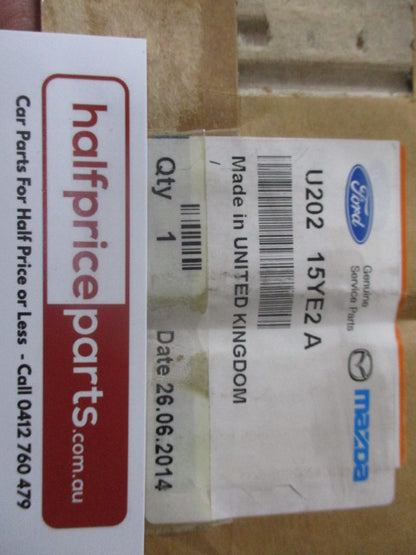 halfpriceparts.com.au
Car Parts For Half Price or Less - Call 0412 760 479
Ford
Genuine
Service Parts
mazda
U202 15YE2 A
Made in UNITED KINGDOM
/
Qty 1 Date 26.06.2014